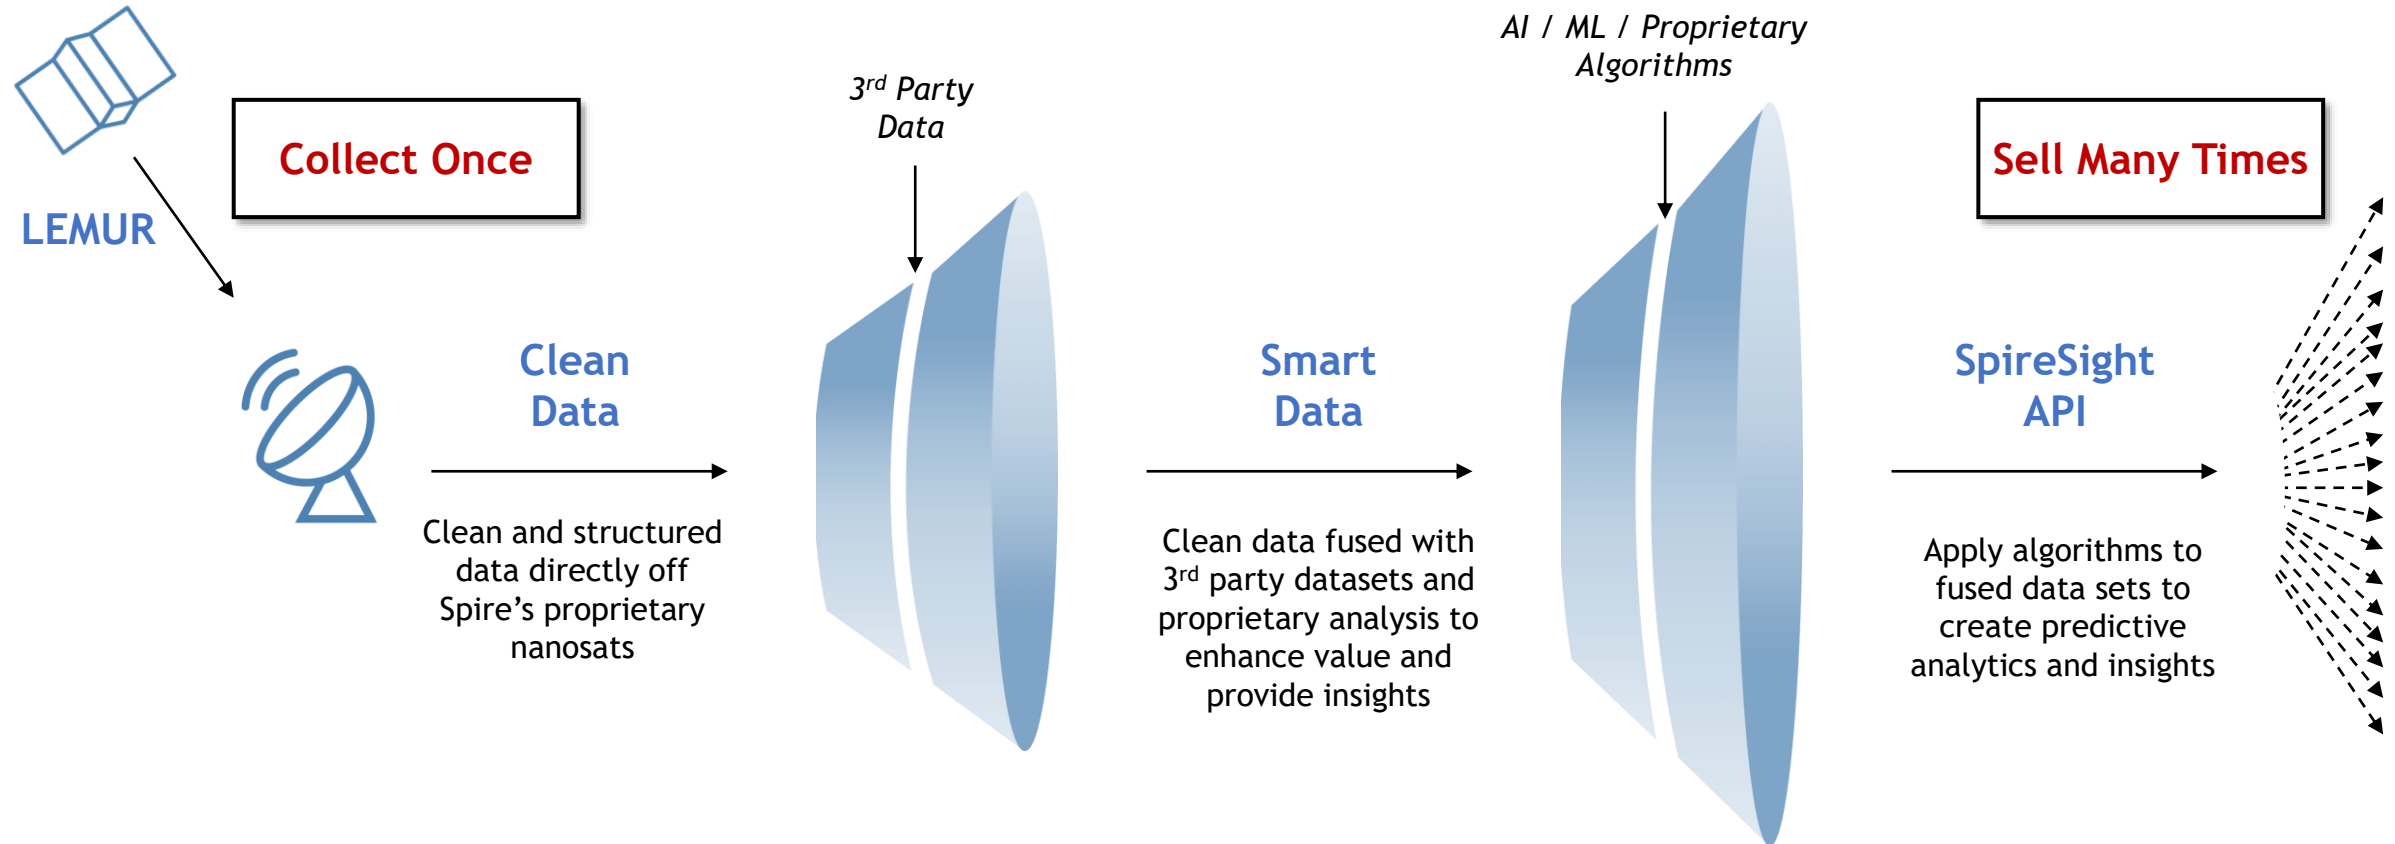 LEMUR
Collect Once
Clean
Data
Clean and structured
data directly off
Spire’s proprietary
nanosats
3rd Party
Data
Smart
Data
Clean data fused with
3rd party datasets and
proprietary analysis to
enhance value and
provide insights
AI / ML / Proprietary
Algorithms
Sell Many Times
SpireSight
API
Apply algorithms to
fused data sets to
create predictive
analytics and insights